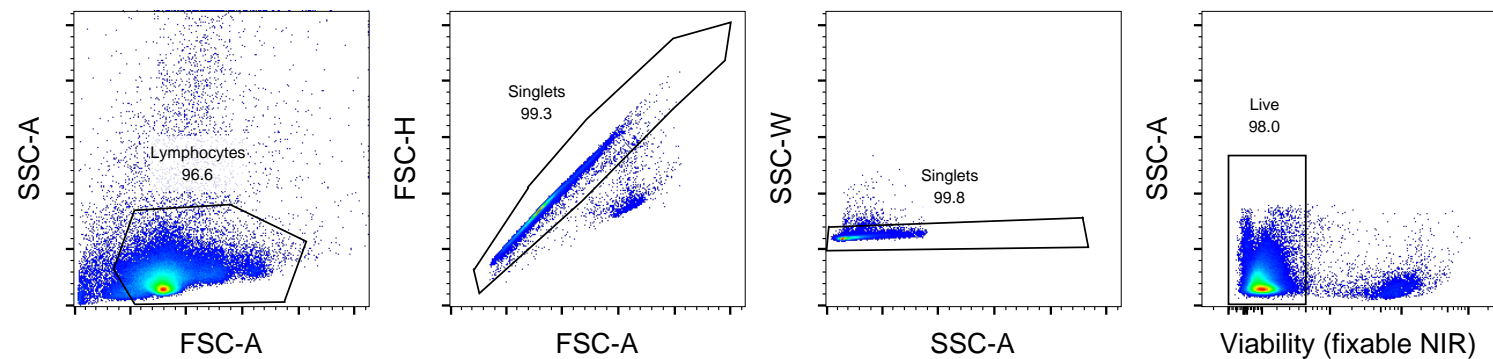 SSC-A
Lymphocytes
96.6
FSC-A
FSC-H
Singlets
99.3
FSC-A
SSC-W
Singlets
99.8
SSC-A
SSC-A
Live
98.0
Viability (fixable NIR)